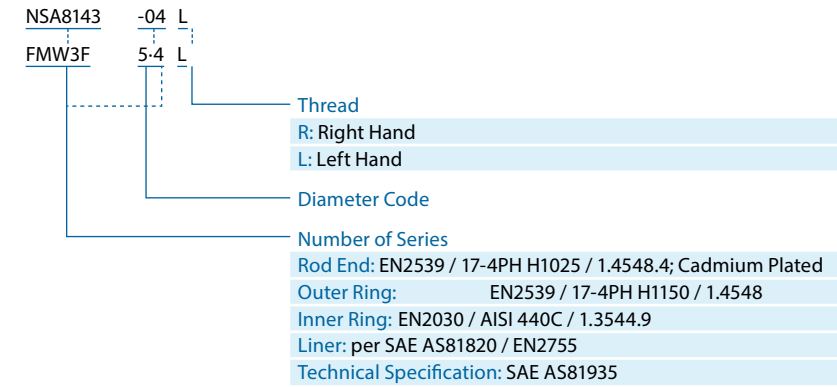 NSA8143 -04 L
FMW3F 5·4 L
Thread
R: Right Hand
L: Left Hand
Diameter Code
Number of Series
Rod End: EN2539 / 17-4PH H1025 / 1.4548.4; Cadmium Plated
Outer Ring: EN2539 / 17-4PH H1150 / 1.4548
Inner Ring: EN2030 / AISI 440C / 1.3544.9
Liner: per SAE AS81820 / EN2755
Technical Specification: SAE AS81935